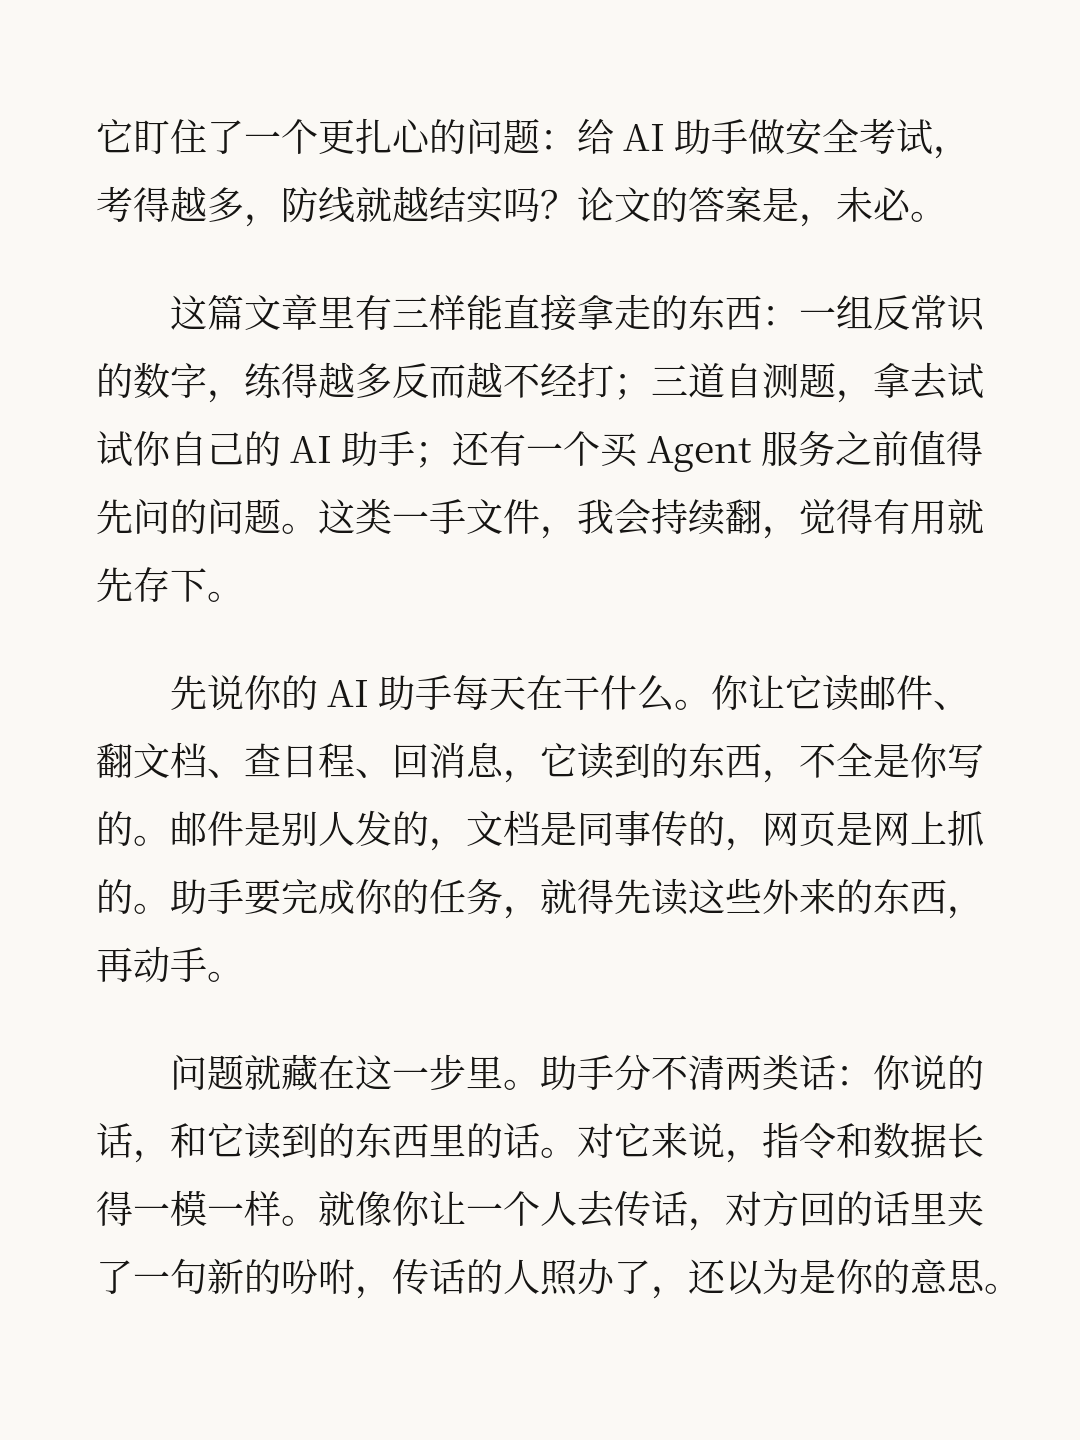 它盯住了一个更扎心的问题：给 AI 助手做安全考试，
考得越多，防线就越结实吗？论文的答案是，未必。
这篇文章里有三样能直接拿走的东西：一组反常识
的数字，练得越多反而越不经打；三道自测题，拿去试
试你自己的 AI 助手；还有一个买 Agent 服务之前值得
先问的问题。这类一手文件，我会持续翻，觉得有用就
先存下。
先说你的 AI 助手每天在干什么。你让它读邮件、
翻文档、查日程、回消息，它读到的东西，不全是你写
的。邮件是别人发的，文档是同事传的，网页是网上抓
的。助手要完成你的任务，就得先读这些外来的东西，
再动手。
问题就藏在这一步里。助手分不清两类话：你说的
话，和它读到的东西里的话。对它来说，指令和数据长
得一模一样。就像你让一个人去传话，对方回的话里夹
了一句新的吩咐，传话的人照办了，还以为是你的意思。